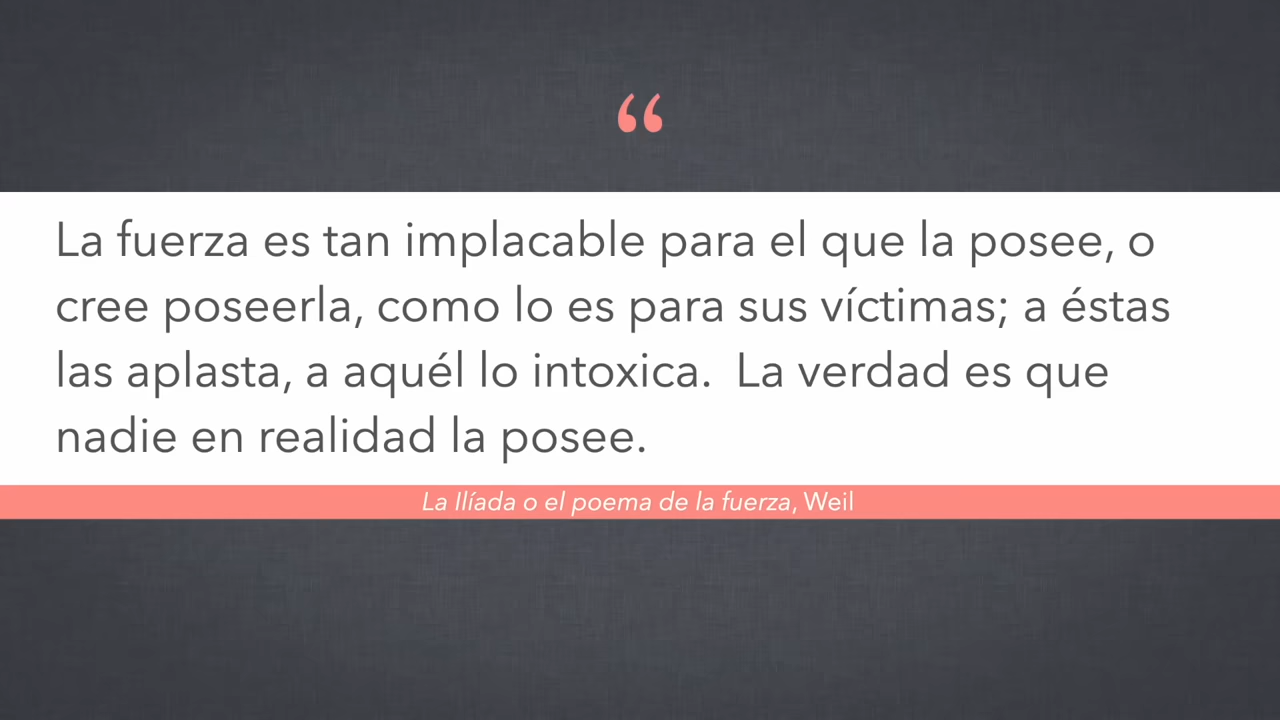 “
La fuerza es tan implacable para el que la posee, o
cree poseerla, como lo es para sus víctimas; a éstas
las aplasta, a aquél lo intoxica.  La verdad es que
nadie en realidad la posee.
La Ilíada o el poema de la fuerza, Weil